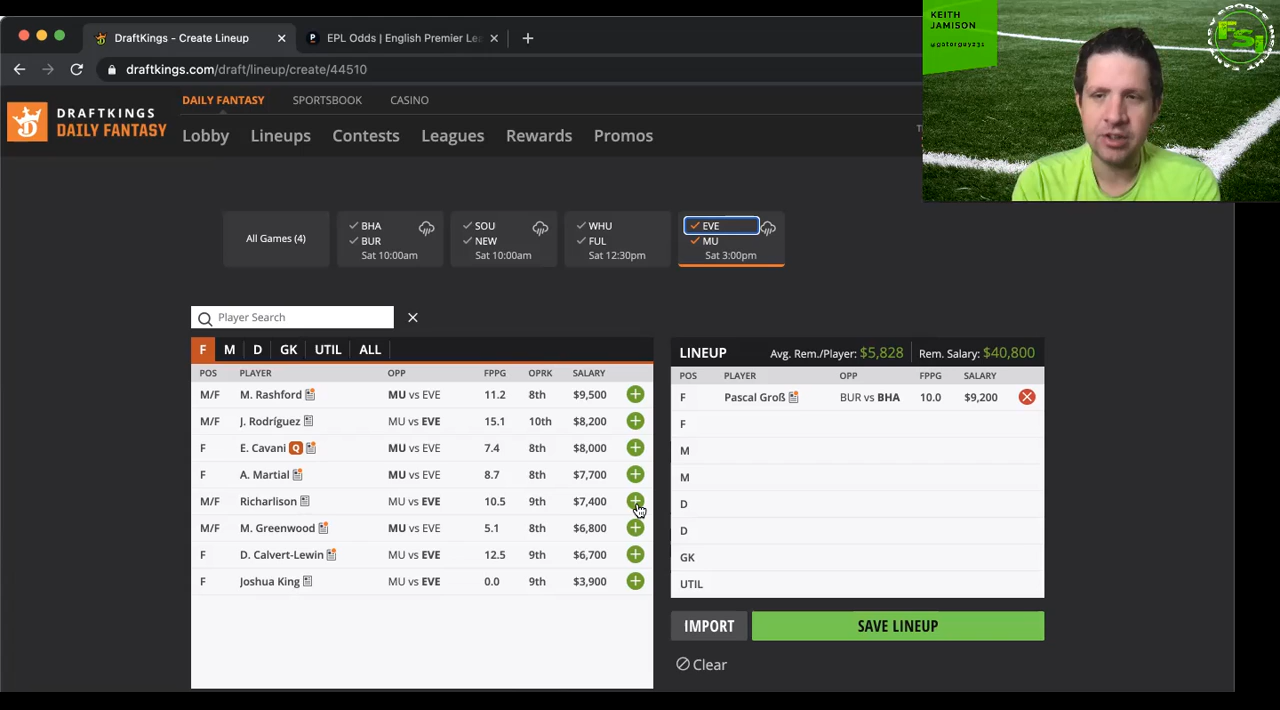 KEITH
JAMISON
@gatorguy231
FSI
DraftKings - Create Lineup
EPL Odds | English Premier Le
draftkings.com/draft/lineup/create/44510
DRAFTKINGS
DAILY FANTASY
DAILY FANTASY SPORTSBOOK CASINO
Lobby Lineups Contests Leagues Rewards Promos
All Games (4)
BHA
BUR
Sat 10:00am
SOU
NEW
Sat 10:00am
WHU
FUL
Sat 12:30pm
EVE
MU
Sat 3:00pm
Player Search
F M D GK UTIL ALL
POS PLAYER OPP FPPG OPRK SALARY
M/F M. Rashford MU vs EVE 11.2 8th $9,500
M/F J. Rodríguez MU vs EVE 15.1 10th $8,200
F E. Cavani Q MU vs EVE 7.4 8th $8,000
F A. Martial MU vs EVE 8.7 8th $7,700
M/F Richarlison MU vs EVE 10.5 9th $7,400
M/F M. Greenwood MU vs EVE 5.1 8th $6,800
F D. Calvert-Lewin MU vs EVE 12.5 9th $6,700
F Joshua King MU vs EVE 0.0 9th $3,900
LINEUP Avg. Rem./Player: $5,828 Rem. Salary: $40,800
POS PLAYER OPP FPPG SALARY
F Pascal Groß BUR vs BHA 10.0 $9,200
F
M
M
D
D
GK
UTIL
IMPORT SAVE LINEUP
Clear